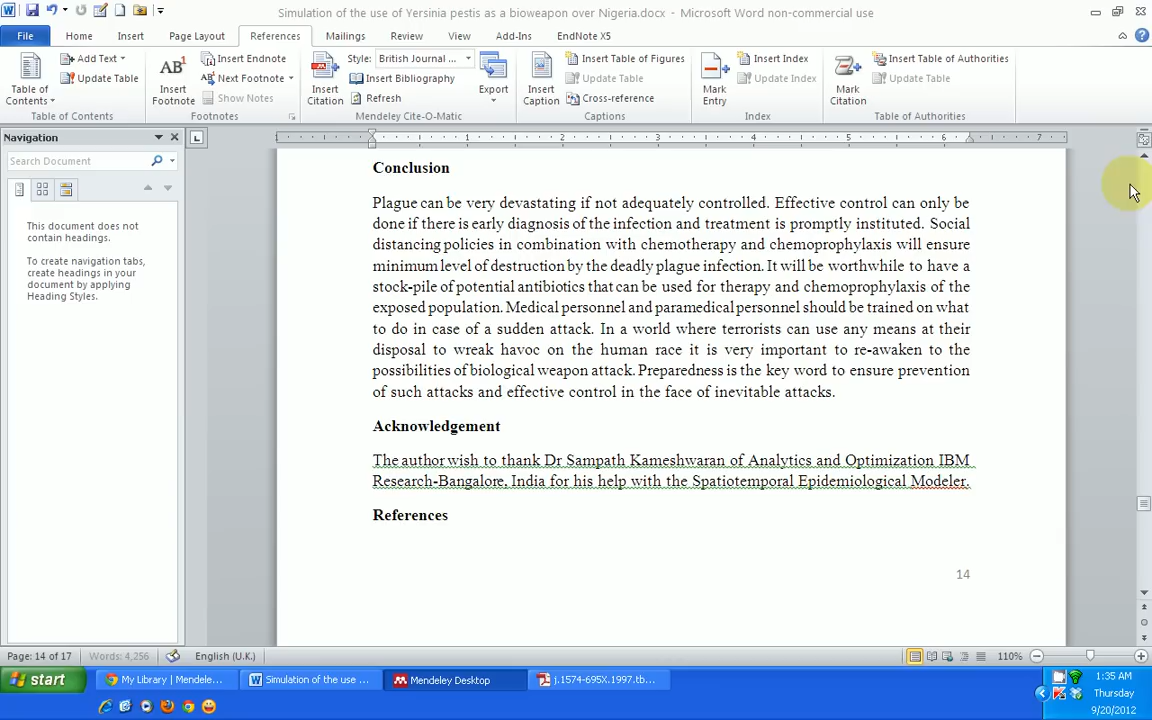 Simulation of the use of Yersinia pestis as a bioweapon over Nigeria.docx - Microsoft Word non-commercial use
File Home Insert Page Layout References Mailings Review View Add-Ins EndNote X5
Table of Contents
Add Text
Update Table
Table of Contents
AB1
Insert Footnote
Insert Endnote
AB1 Next Footnote
Show Notes
Footnotes
Insert Citation
Style: British Journal ...
Insert Bibliography
Refresh
Export
Mendeley Cite-O-Matic
Insert Caption
Insert Table of Figures
Update Table
Cross-reference
Captions
Mark Entry
Insert Index
Update Index
Index
Mark Citation
Insert Table of Authorities
Update Table
Table of Authorities
Navigation
Search Document
This document does
not contain headings.
To create navigation tabs,
create headings in your
document by applying
Heading Styles.
1 1 2 3 4 5 6 7
Conclusion
Plague can be very devastating if not adequately controlled. Effective control can only be
done if there is early diagnosis of the infection and treatment is promptly instituted. Social
distancing policies in combination with chemotherapy and chemoprophylaxis will ensure
minimum level of destruction by the deadly plague infection. It will be worthwhile to have a
stock-pile of potential antibiotics that can be used for therapy and chemoprophylaxis of the
exposed population. Medical personnel and paramedical personnel should be trained on what
to do in case of a sudden attack. In a world where terrorists can use any means at their
disposal to wreak havoc on the human race it is very important to re-awaken to the
possibilities of biological weapon attack. Preparedness is the key word to ensure prevention
of such attacks and effective control in the face of inevitable attacks.
Acknowledgement
The author wish to thank Dr Sampath Kameshwaran of Analytics and Optimization IBM
Research-Bangalore, India for his help with the Spatiotemporal Epidemiological Modeler.
References
14
Page: 14 of 17 Words: 4,256 English (U.K.) 110%
start My Library | Mendele... Simulation of the use ... Mendeley Desktop j.1574-695X.1997.tb...
1:35 AM
Thursday
9/20/2012